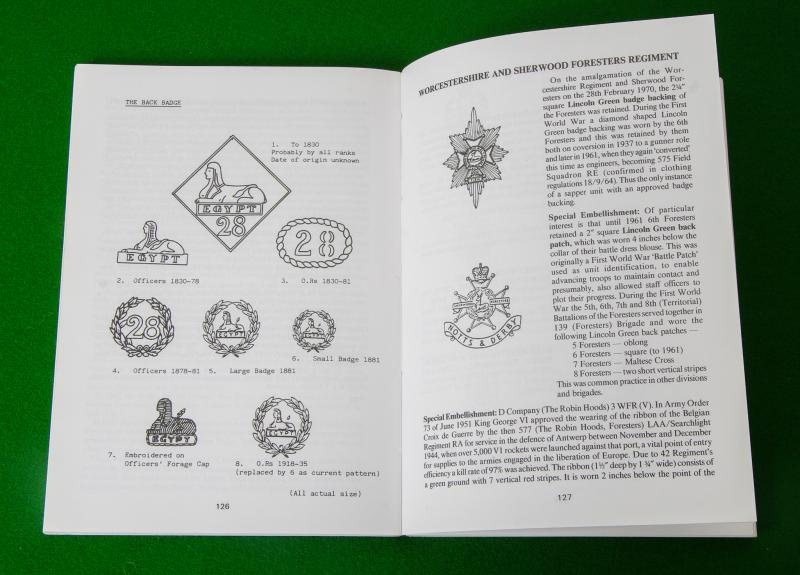 THE BACK BADGE
1. To 1830
Probably by all ranks
Date of origin unknown
EGYPT
28
EGYPT
28
2. Officers 1830-78
3. O.Rs 1830-81
28
EGYPT
4. Officers 1878-81
5. Large Badge 1881
6. Small Badge 1881
EGYPT
7. Embroidered on
Officers' Forage Cap
8. O.Rs 1918-35
(replaced by 6 as current pattern)
(All actual size)
126
WORCESTERSHIRE AND SHERWOOD FORESTERS REGIMENT
On the amalgamation of the Wor-
cestershire Regiment and Sherwood For-
esters on the 28th February 1970, the 2¼"
square Lincoln Green badge backing of
the Foresters was retained. During the First
World War a diamond shaped Lincoln
Green badge backing was worn by the 6th
Foresters and this was retained by them
both on coversion in 1937 to a gunner role
and later in 1961, when they again 'converted'
this time as engineers, becoming 575 Field
Squadron RE (confirmed in clothing
regulations 18/9/64). Thus the only instance
of a sapper unit with an approved badge
backing.
Special Embellishment: Of particular
interest is that until 1961 6th Foresters
retained a 2" square Lincoln Green back
patch, which was worn 4 inches below the
collar of their battle dress blouse. This was
originally a First World War 'Battle Patch'
used as unit identification, to enable
advancing troops to maintain contact and
presumably, also allowed staff officers to
plot their progress. During the First World
War the 5th, 6th, 7th and 8th (Territorial)
Battalions of the Foresters served together in
139 (Foresters) Brigade and wore the
following Lincoln Green back patches —
5 Foresters — oblong
6 Foresters — square (to 1961)
7 Foresters — Maltese Cross
8 Foresters — two short vertical stripes
This was common practice in other divisions
and brigades.
NOTTS & DERBY
Special Embellishment: D Company (The Robin Hoods) 3 WFR (V). In Army Order
73 of June 1951 King George VI approved the wearing of the ribbon of the Belgian
Croix de Guerre by the then 577 (The Robin Hoods, Foresters) LAA/Searchlight
Regiment RA for service in the defence of Antwerp between November and December
1944, when over 5,000 V1 rockets were launched against that port, a vital point of entry
for supplies to the armies engaged in the liberation of Europe. Due to 42 Regiment's
efficiency a kill rate of 97% was achieved. The ribbon (1½" deep by 1¾" wide) consists of
a green ground with 7 vertical red stripes. It is worn 2 inches below the point of the
127